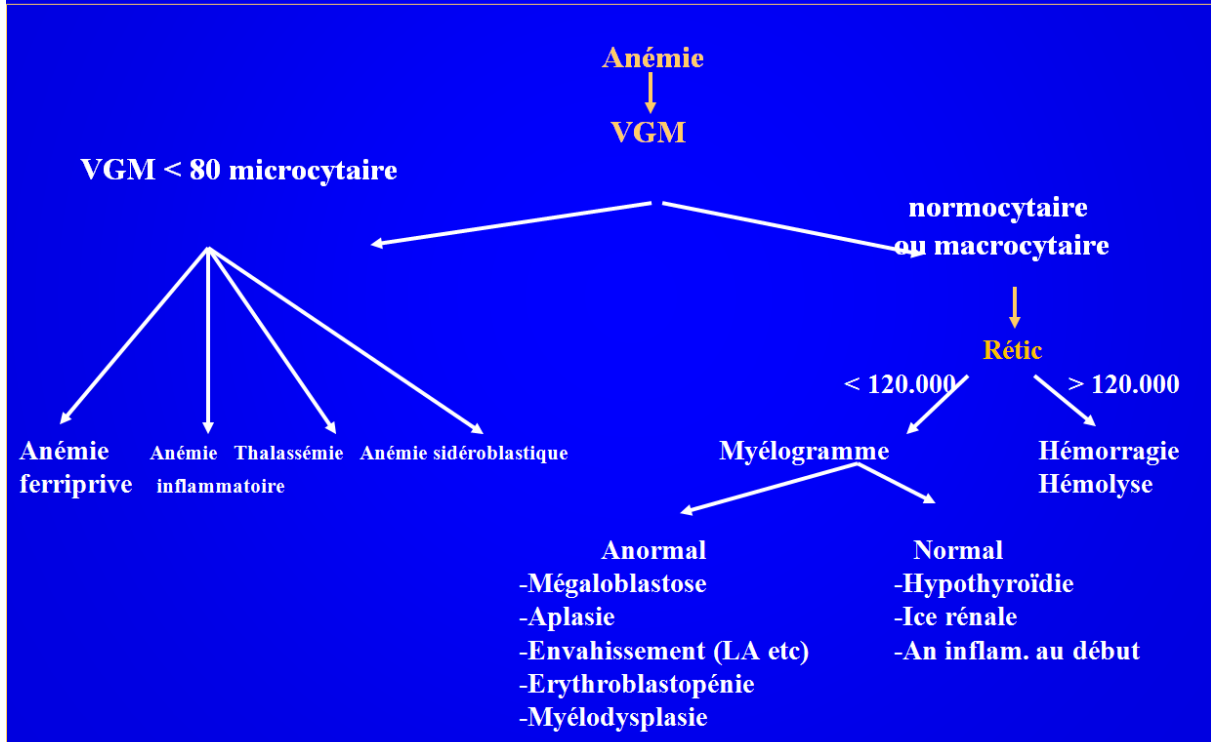 Anémie
VGM
VGM < 80 microcytaire
normocytaire
ou macrocytaire
Rétic
< 120.000
> 120.000
Anémie
ferriprive
Anémie
inflammatoire
Thalassémie
Anémie sidéroblastique
Myélogramme
Hémorragie
Hémolyse
Anormal
-Mégaloblastose
-Aplasie
-Envahissement (LA etc)
-Erythroblastopénie
-Myélodysplasie
Normal
-Hypothyroïdie
-Ice rénale
-An inflam. au début